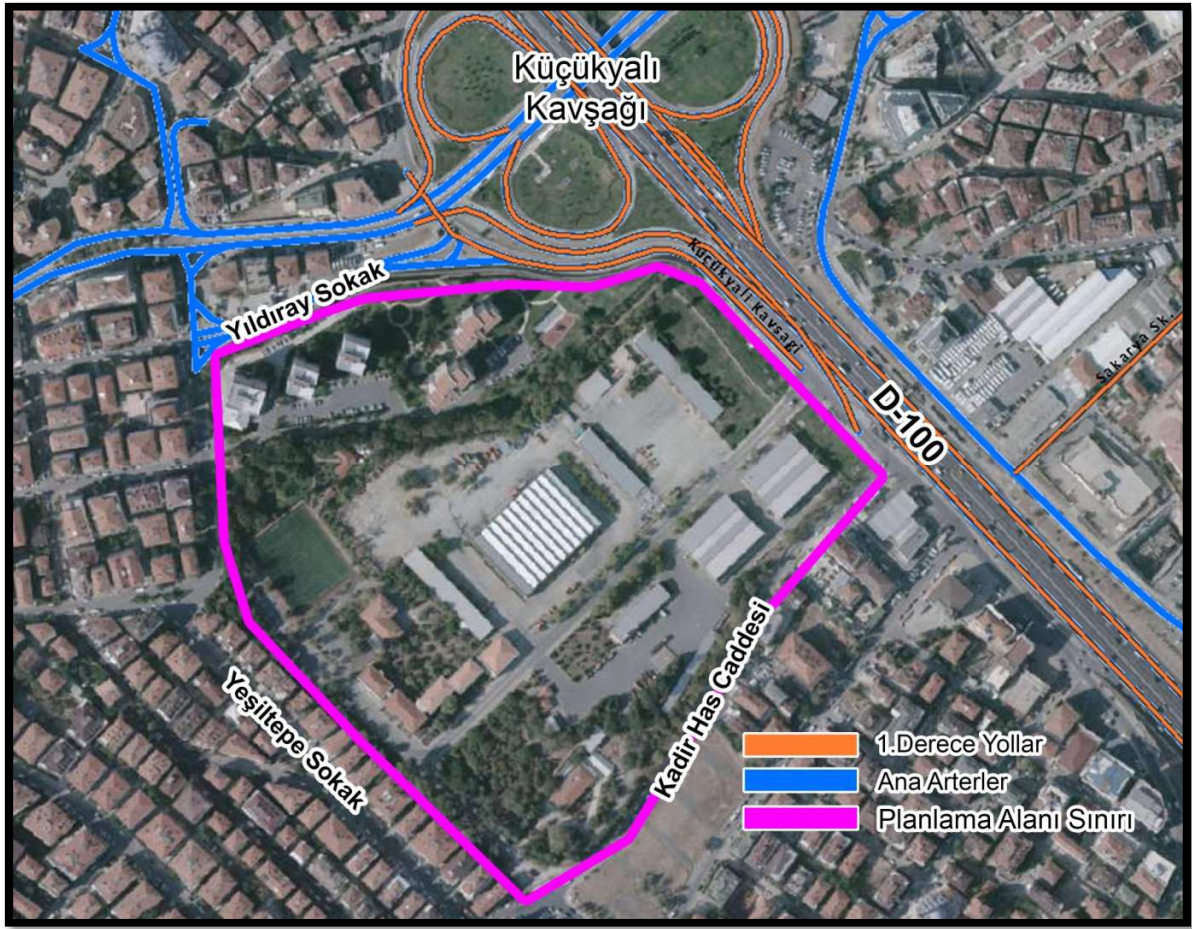 Küçükyalı
Kavşağı
Yıldıray Sokak
Küçükyalı Kavsagi
Sakarya Sk.
D-100
Kadir Has Caddesi
Yeşiltepe Sokak
1.Derece Yollar
Ana Arterler
Planlama Alanı Sınırı